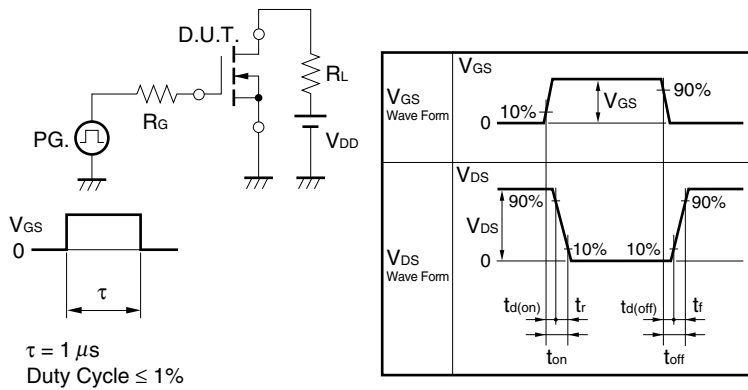 D.U.T.
RL
RG
PG.
VDD
VGS
0
τ
τ = 1 μs
Duty Cycle ≤ 1%
VGS
Wave Form
VGS
10%
VGS
90%
0
VDS
Wave Form
VDS
90%
VDS
10%
10%
90%
0
td(on)
tr
td(off)
tf
ton
toff